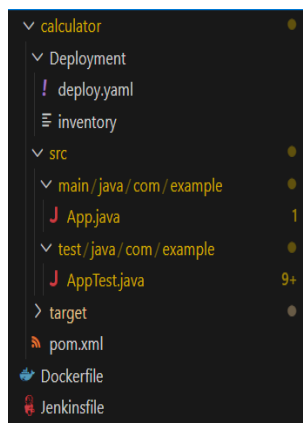 calculator
Deployment
! deploy.yaml
inventory
src
main/java/com/example
J App.java 1
test/java/com/example
J AppTest.java 9+
target
pom.xml
Dockerfile
Jenkinsfile